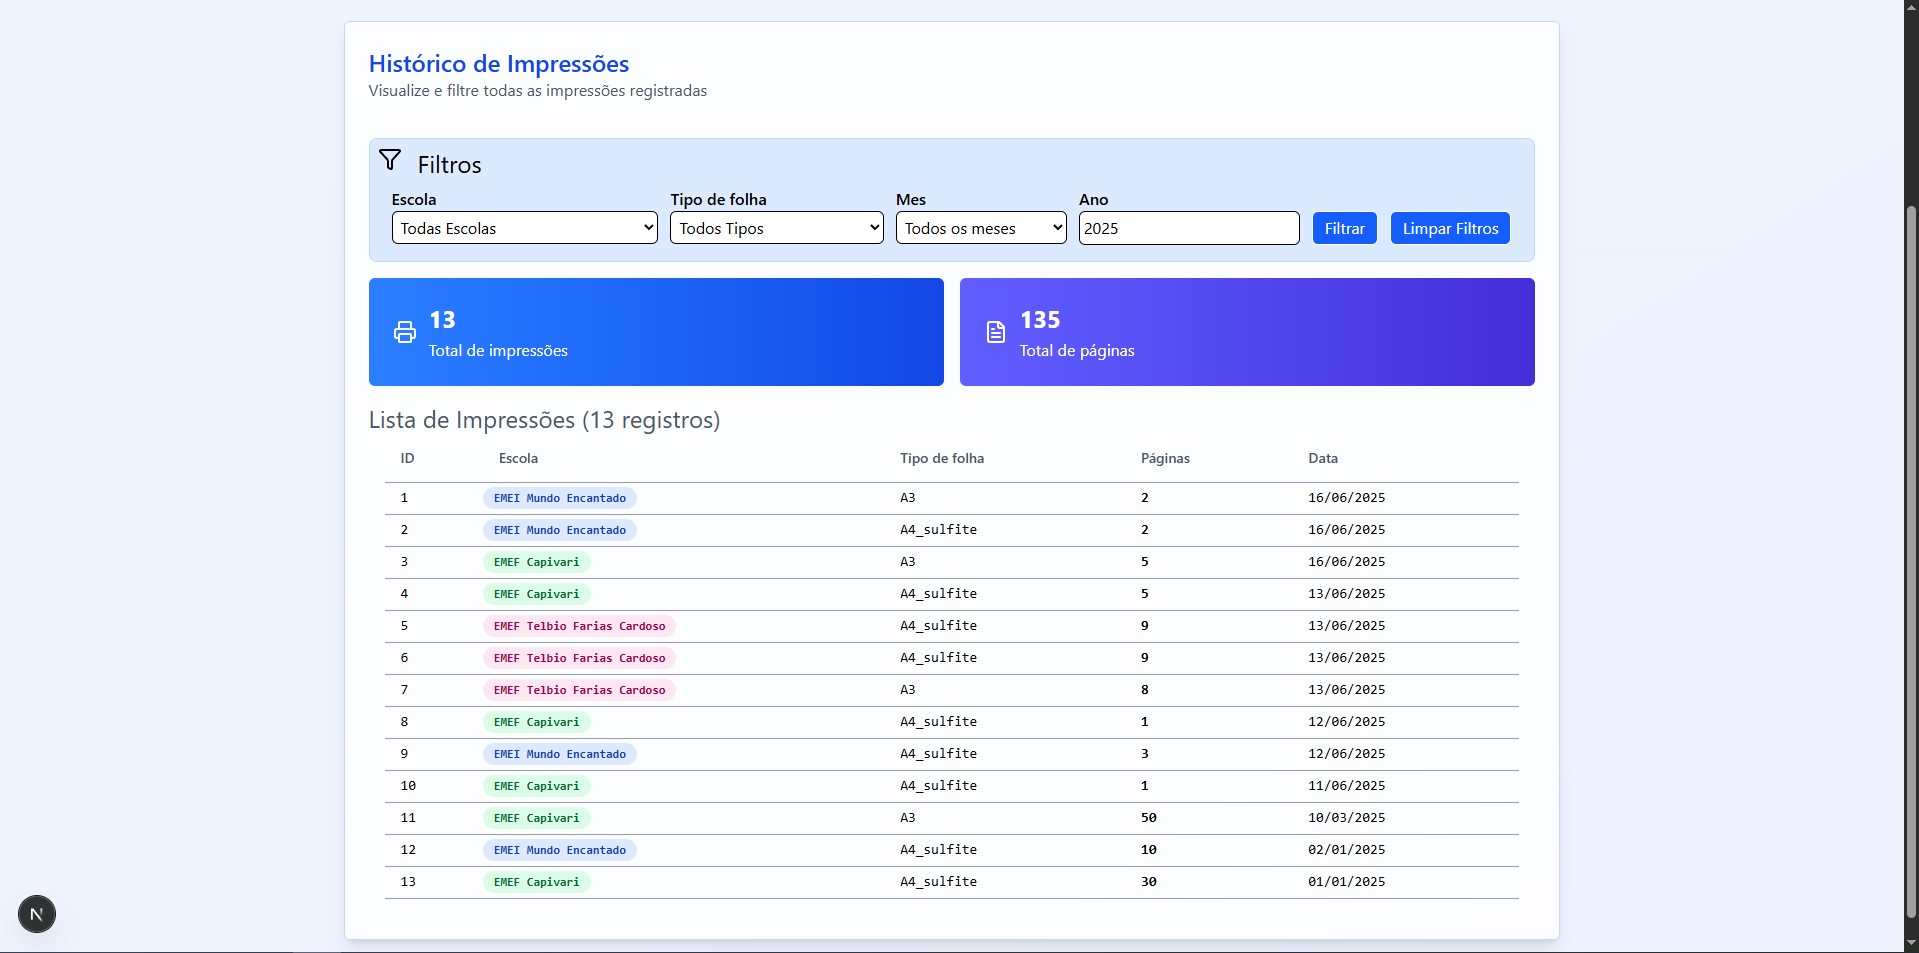 Histórico de Impressões
Visualize e filtre todas as impressões registradas
Filtros
Escola Tipo de folha Mes Ano
Todas Escolas Todos Tipos Todos os meses 2025 Filtrar Limpar Filtros
13
Total de impressões
135
Total de páginas
Lista de Impressões (13 registros)
ID Escola Tipo de folha Páginas Data
1 EMEI Mundo Encantado A3 2 16/06/2025
2 EMEI Mundo Encantado A4_sulfite 2 16/06/2025
3 EMEF Capivari A3 5 16/06/2025
4 EMEF Capivari A4_sulfite 5 13/06/2025
5 EMEF Telbio Farias Cardoso A4_sulfite 9 13/06/2025
6 EMEF Telbio Farias Cardoso A4_sulfite 9 13/06/2025
7 EMEF Telbio Farias Cardoso A3 8 13/06/2025
8 EMEF Capivari A4_sulfite 1 12/06/2025
9 EMEI Mundo Encantado A4_sulfite 3 12/06/2025
10 EMEF Capivari A4_sulfite 1 11/06/2025
11 EMEF Capivari A3 50 10/03/2025
12 EMEI Mundo Encantado A4_sulfite 10 02/01/2025
13 EMEF Capivari A4_sulfite 30 01/01/2025
N